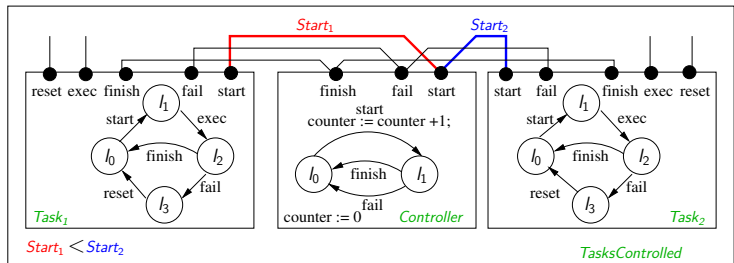 Start1 Start2
reset exec finish fail start finish fail start start fail finish exec reset
start
counter := counter +1;
l1 l1
start exec start exec
l0 finish l2 l0 finish l1 l0 finish l2
reset fail fail reset fail
l3 l3
counter := 0
Task1 Controller Task2
Start1 < Start2
TasksControlled